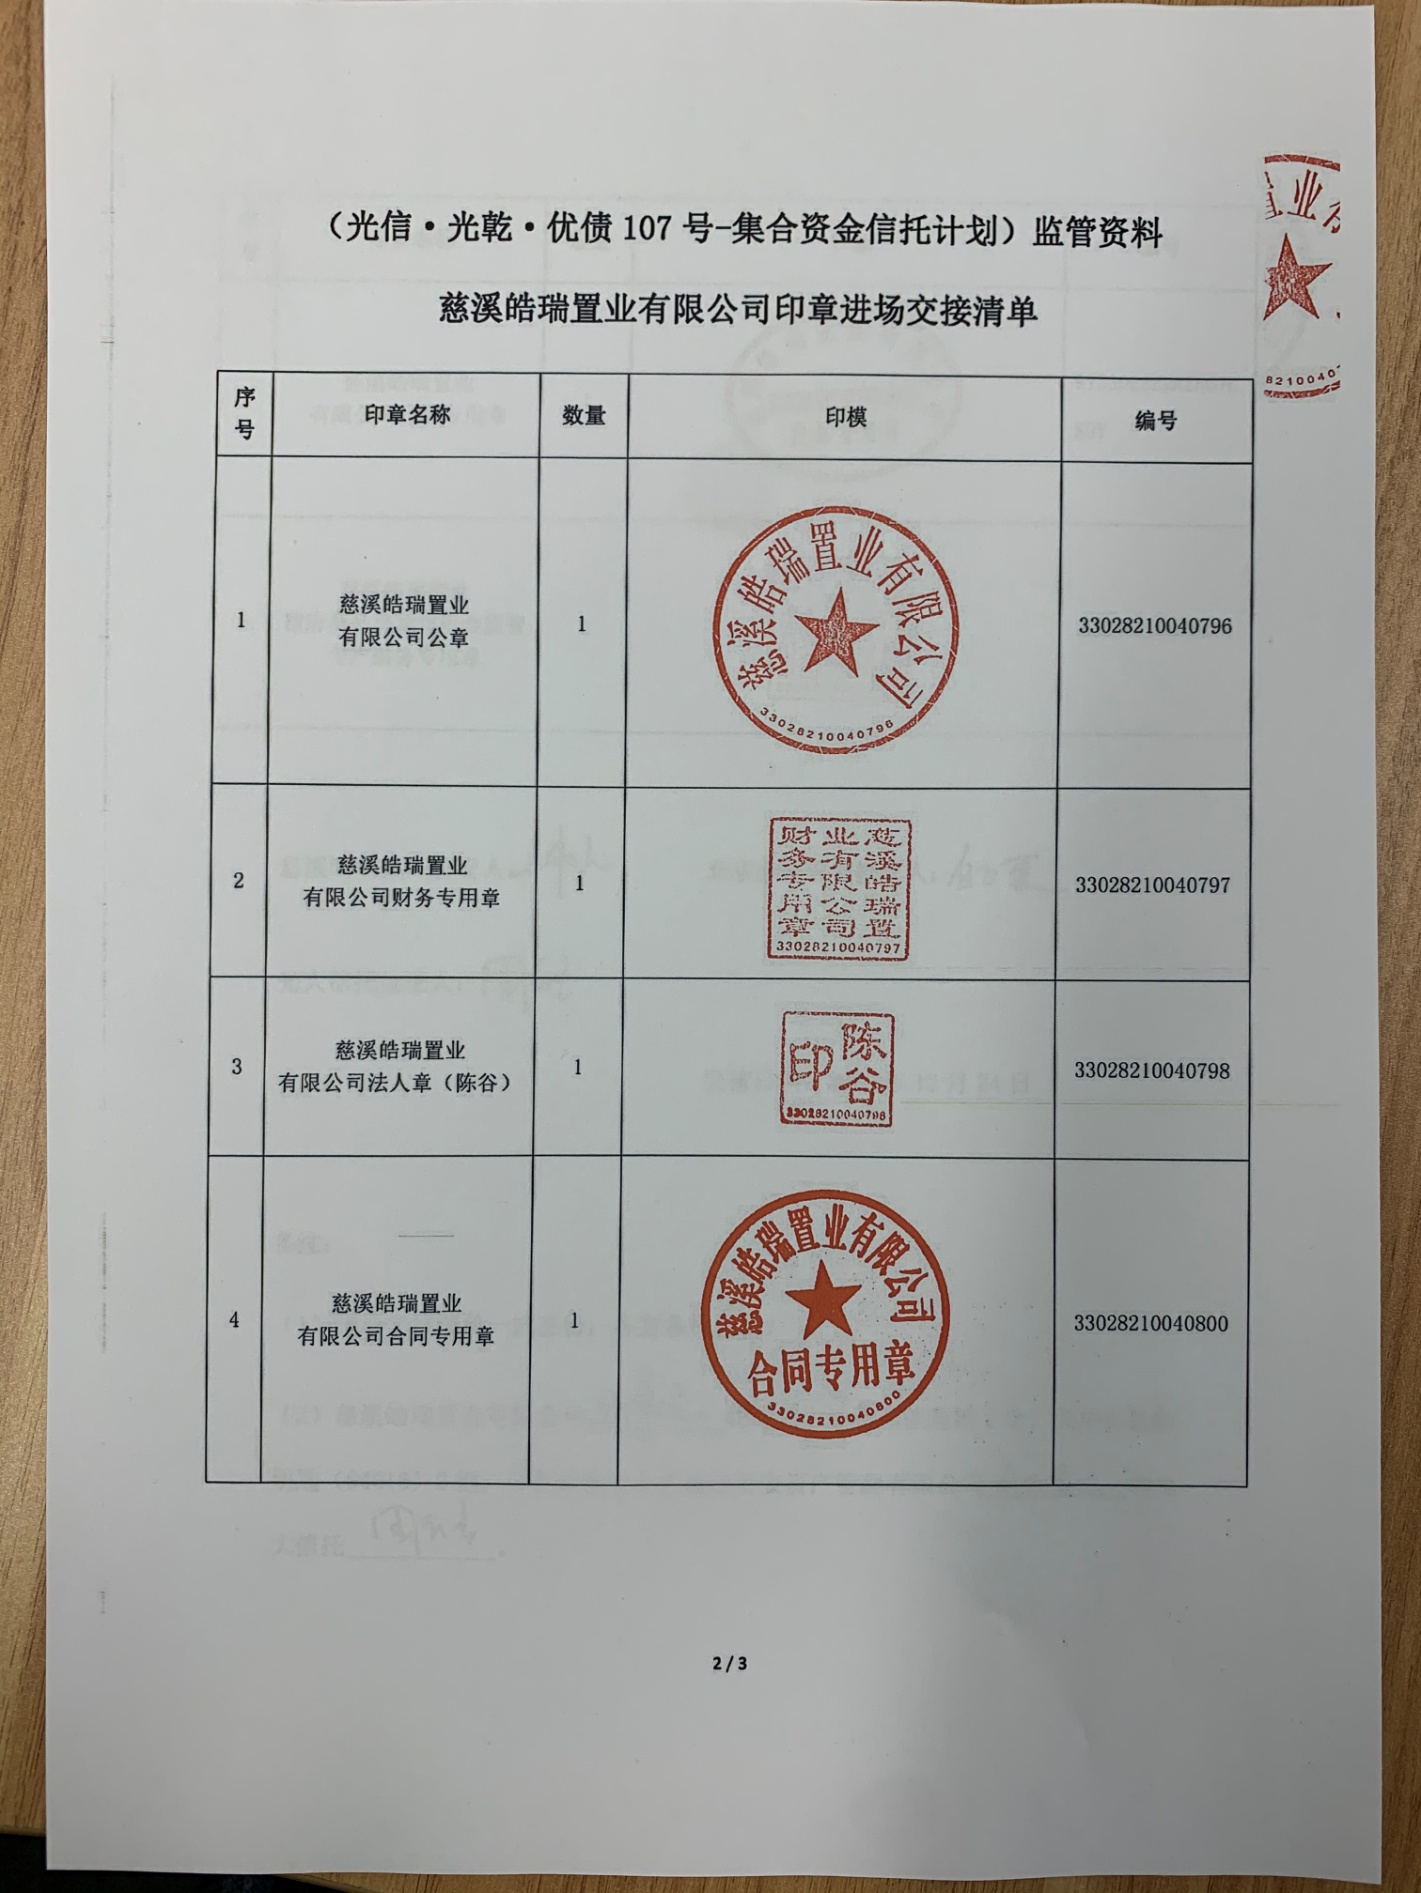 （光信·光乾·优债 107 号-集合资金信托计划）监管资料
慈溪皓瑞置业有限公司印章进场交接清单
序号 印章名称 数量 印模 编号
1 慈溪皓瑞置业 1 33028210040796
有限公司公章
慈溪皓瑞置业有限公司
33028210040796
2 慈溪皓瑞置业 1 33028210040797
有限公司财务专用章
慈溪皓瑞置
业有限公司
财务专用章
33028210040797
3 慈溪皓瑞置业 1 33028210040798
有限公司法人章（陈谷）
陈谷
印
33028210040798
4 慈溪皓瑞置业 1 33028210040800
有限公司合同专用章
慈溪皓瑞置业有限公司
合同专用章
33028210040800
置业有
8210040
2 / 3